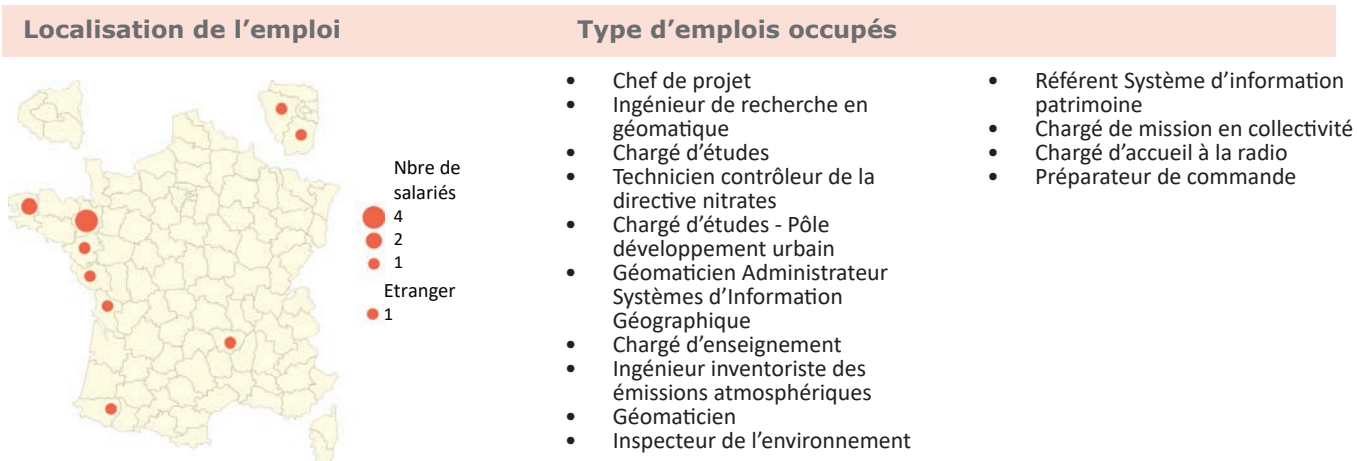 Localisation de l’emploi
Nbre de
salariés
4
2
1
Etranger
1
Type d’emplois occupés
• Chef de projet
• Ingénieur de recherche en
géomatique
• Chargé d’études
• Technicien contrôleur de la
directive nitrates
• Chargé d’études - Pôle
développement urbain
• Géomaticien Administrateur
Systèmes d’Information
Géographique
• Chargé d’enseignement
• Ingénieur inventoriste des
émissions atmosphériques
• Géomaticien
• Inspecteur de l’environnement
• Référent Système d’information
patrimoine
• Chargé de mission en collectivité
• Chargé d’accueil à la radio
• Préparateur de commande